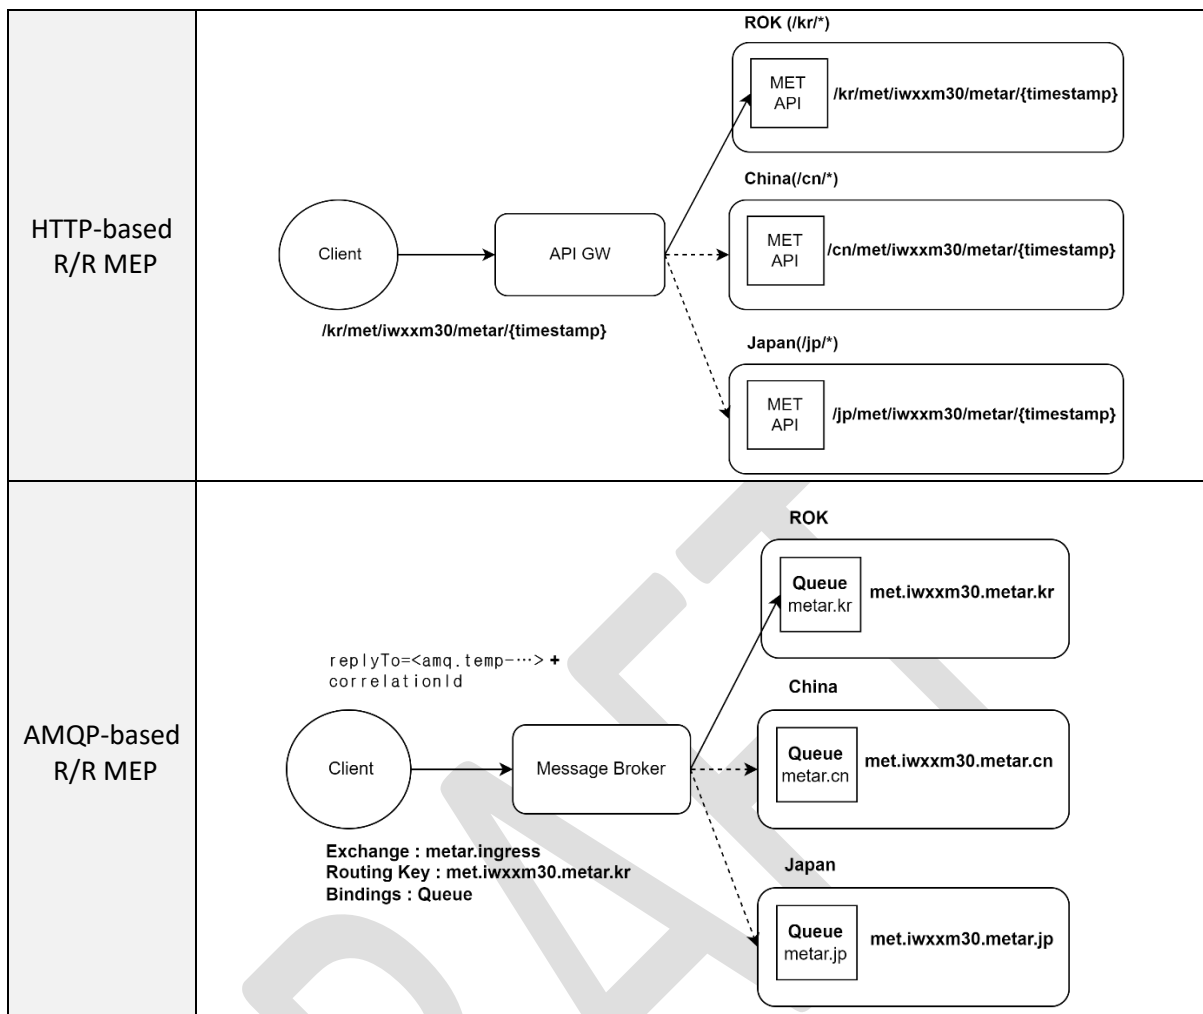 HTTP-based
R/R MEP
ROK (/kr/*)
MET
API
/kr/met/iwxxm30/metar/{timestamp}
China(/cn/*)
Client
API GW
MET
API
/cn/met/iwxxm30/metar/{timestamp}
/kr/met/iwxxm30/metar/{timestamp}
Japan(/jp/*)
MET
API
/jp/met/iwxxm30/metar/{timestamp}
AMQP-based
R/R MEP
ROK
Queue
metar.kr
met.iwxxm30.metar.kr
replyTo=<amq.temp-…> +
correlationId
China
Client
Message Broker
Queue
metar.cn
met.iwxxm30.metar.cn
Exchange : metar.ingress
Routing Key : met.iwxxm30.metar.kr
Bindings : Queue
Japan
Queue
metar.jp
met.iwxxm30.metar.jp